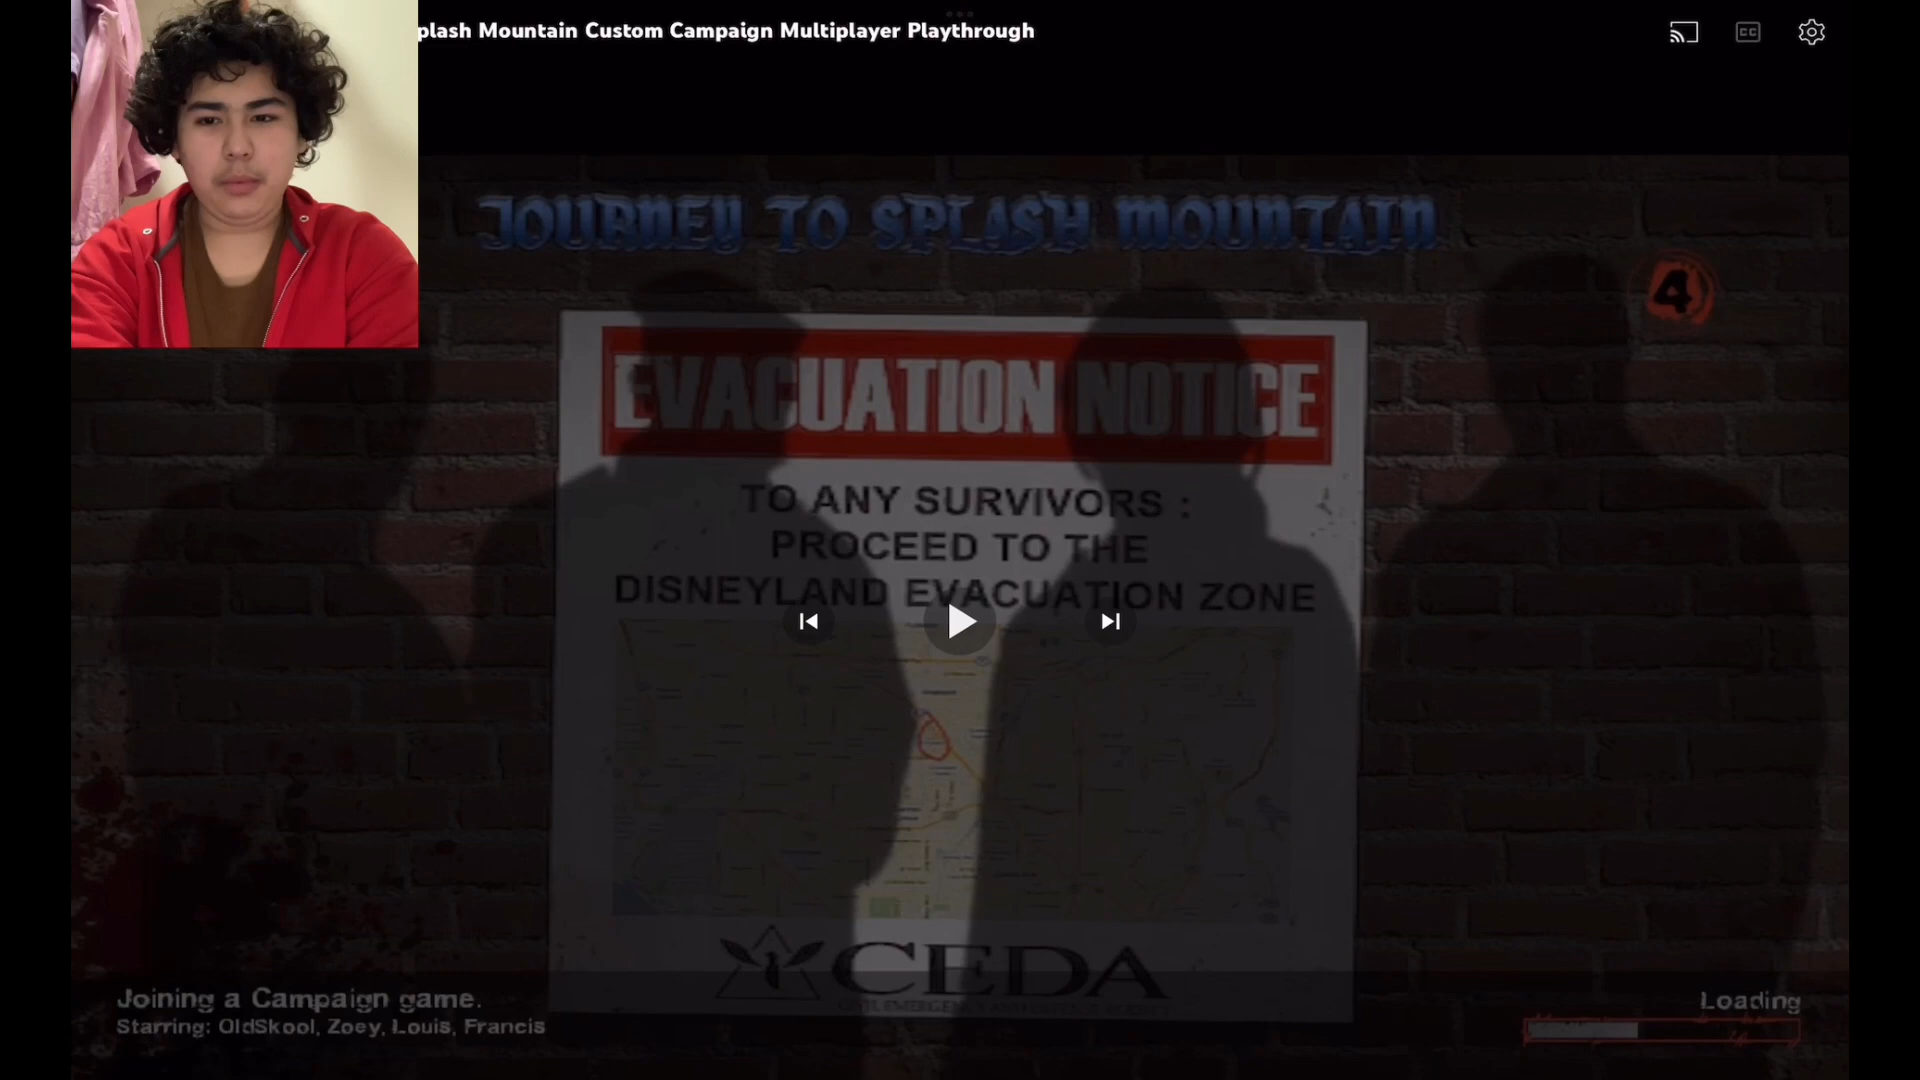 plash Mountain Custom Campaign Multiplayer Playthrough
CC
JOURNEY TO SPLASH MOUNTAIN
4
EVACUATION NOTICE
TO ANY SURVIVORS :
PROCEED TO THE
DISNEYLAND EVACUATION ZONE
CEDA
Joining a Campaign game.
Starring: OldSkool, Zoey, Louis, Francis
Loading